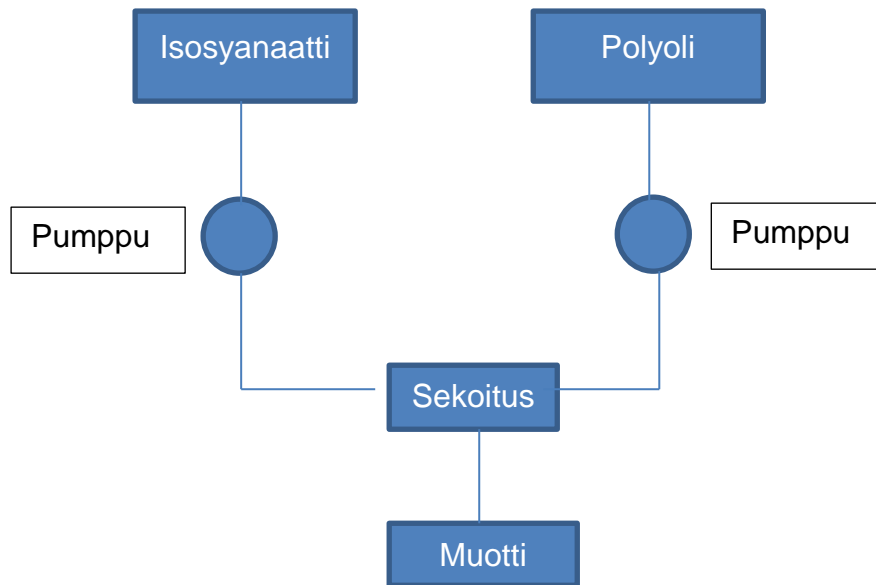 Isosyanaatti
Polyoli
Pumppu
Pumppu
Sekoitus
Muotti